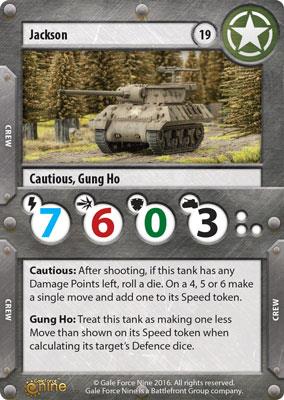 Jackson
19
CREW
CREW
Cautious, Gung Ho
7 6 0 3
Cautious: After shooting, if this tank has any
Damage Points left, roll a die. On a 4, 5 or 6 make
a single move and add one to its Speed token.
Gung Ho: Treat this tank as making one less
Move than shown on its Speed token when
calculating its target's Defence dice.
CREW
CREW
nine
© Gale Force Nine 2016. All rights reserved.
Gale Force Nine is a Battlefront Group company.